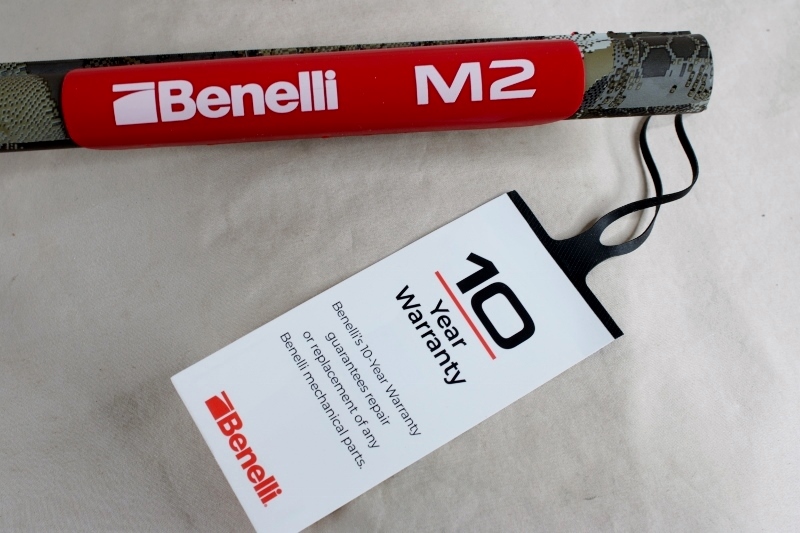 Benelli M2
10
Year
Warranty
Benelli's 10-Year Warranty
guarantees repair
or replacement of any
Benelli mechanical parts.
Benelli.